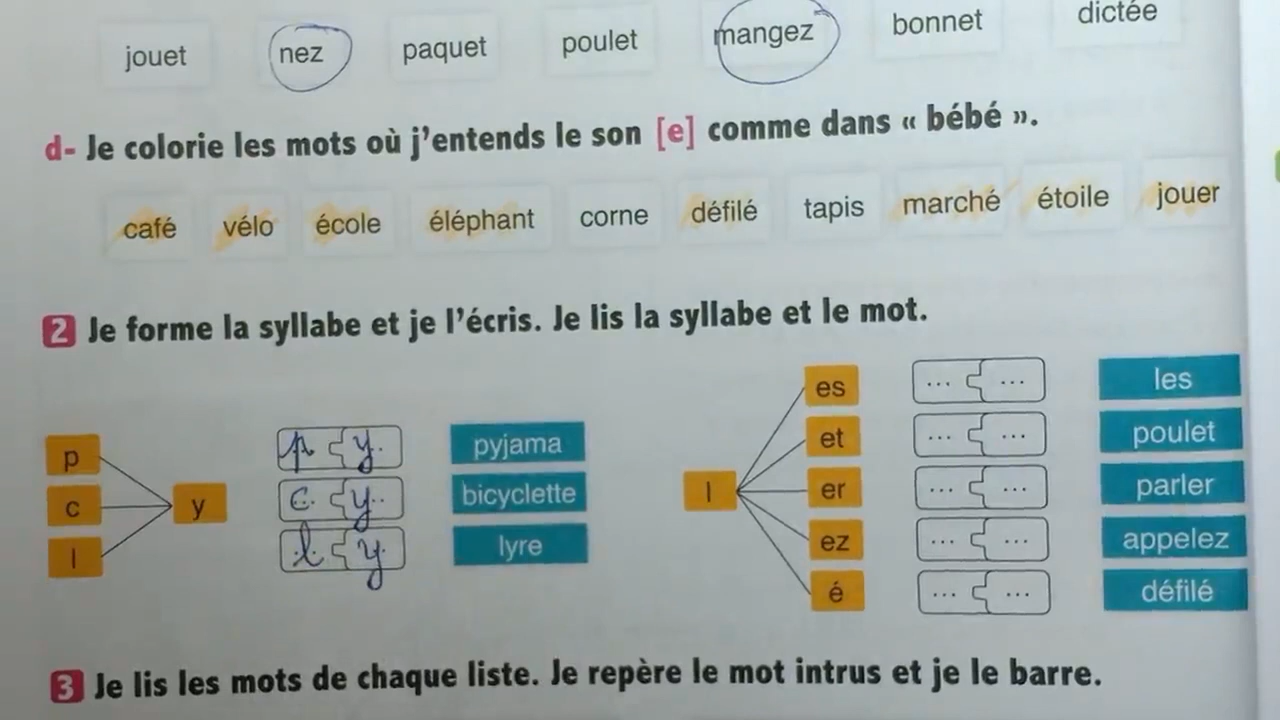 jouet nez paquet poulet mangez bonnet dictée
d- Je colorie les mots où j'entends le son [e] comme dans « bébé ».
café vélo école éléphant corne défilé tapis marché étoile jouer
2 Je forme la syllabe et je l'écris. Je lis la syllabe et le mot.
p
c
l
y
p y
c y
l y
pyjama
bicyclette
lyre
l
es
et
er
ez
é
... ...
... ...
... ...
... ...
... ...
les
poulet
parler
appelez
défilé
3 Je lis les mots de chaque liste. Je repère le mot intrus et je le barre.